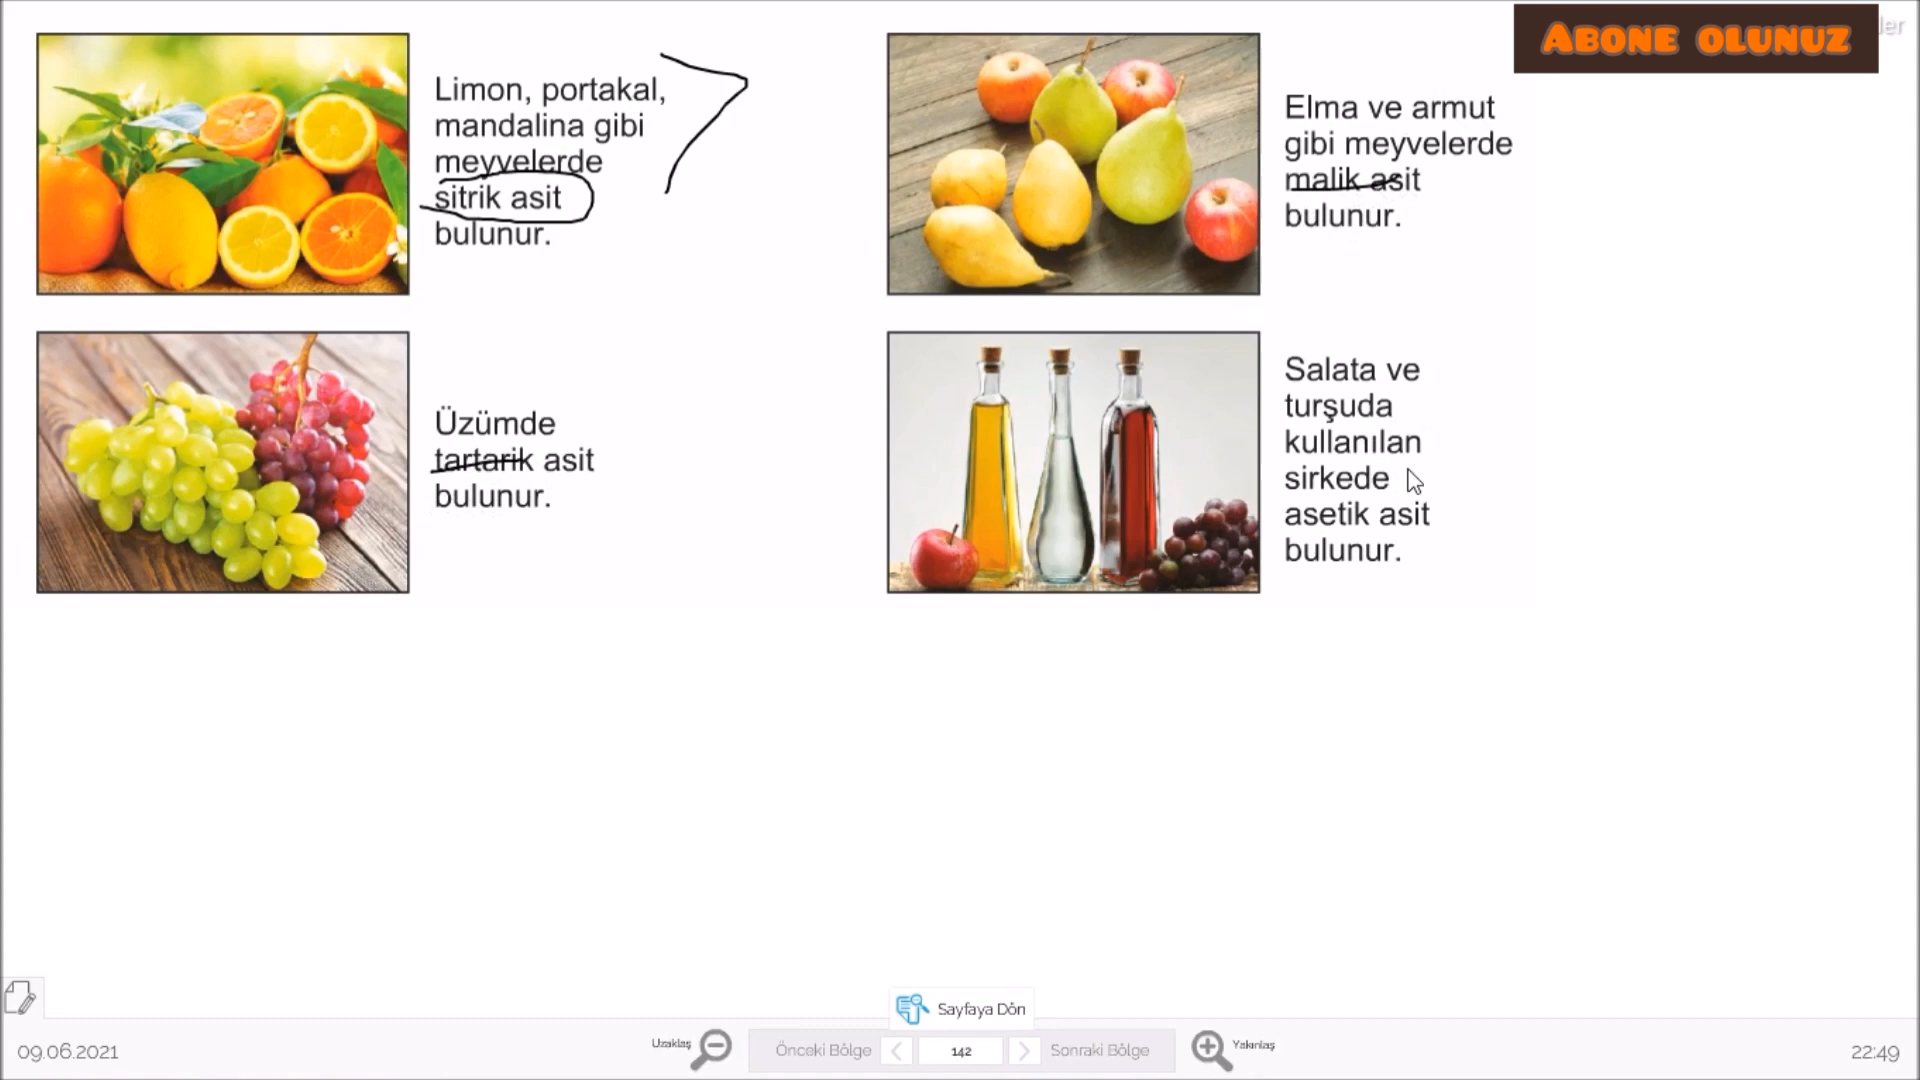 ABONE OLUNUZ
ler
Limon, portakal,
mandalina gibi
meyvelerde
sitrik asit
bulunur.
Elma ve armut
gibi meyvelerde
malik asit
bulunur.
Üzümde
tartarik asit
bulunur.
Salata ve
turşuda
kullanılan
sirkede
asetik asit
bulunur.
Sayfaya Dön
09.06.2021
Uzaklaş
Önceki Bölge
142
Sonraki Bölge
Yakınlaş
22:49